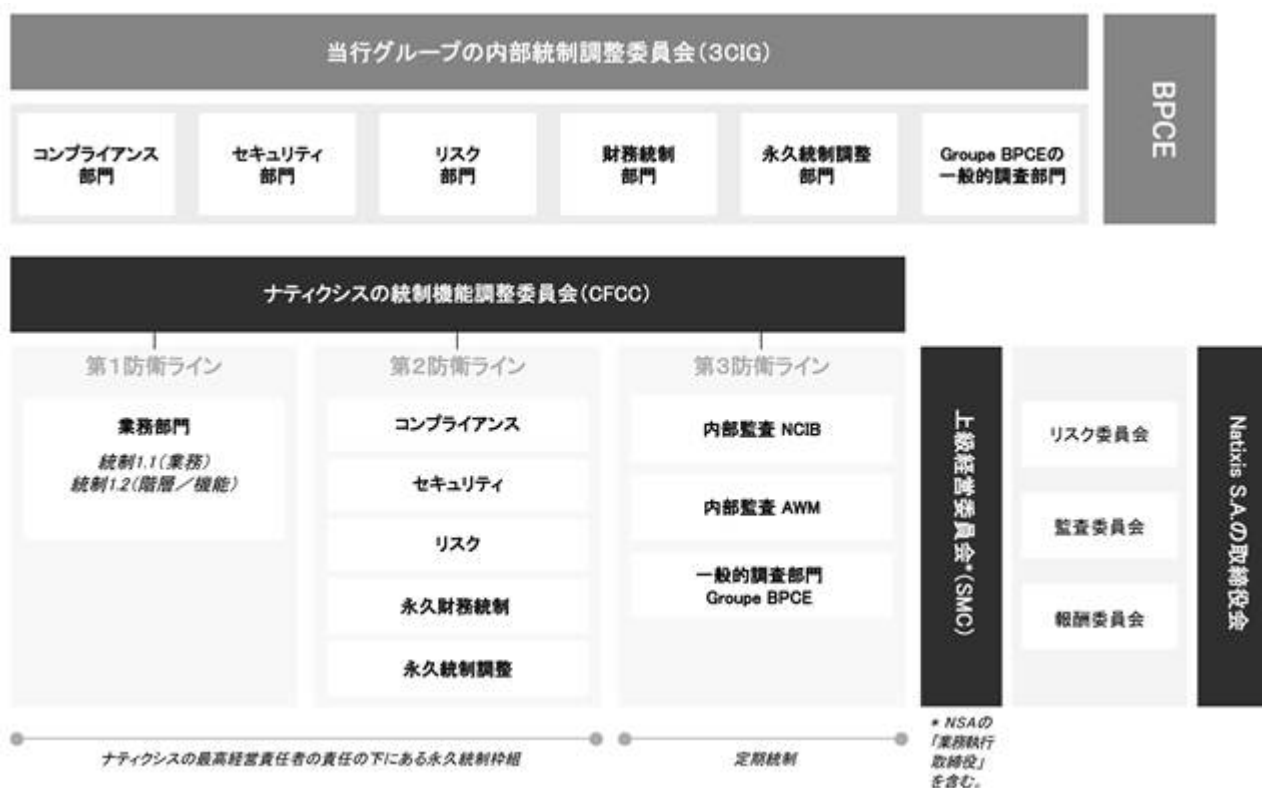 当行グループの内部統制調整委員会(3CIG)
BPCE
コンプライアンス
部門
セキュリティ
部門
リスク
部門
財務統制
部門
永久統制調整
部門
Groupe BPCEの
一般的調査部門
ナティクシスの統制機能調整委員会(CFCC)
第1防衛ライン
業務部門
統制1.1(業務)
統制1.2(階層／機能)
第2防衛ライン
コンプライアンス
セキュリティ
リスク
永久財務統制
永久統制調整
第3防衛ライン
内部監査 NCIB
内部監査 AWM
一般的調査部門
Groupe BPCE
上級経営委員会*(SMC)
リスク委員会
監査委員会
報酬委員会
Natixis S.A.の取締役会
ナティクシスの最高経営責任者の責任の下にある永久統制枠組
定期統制
* NSAの
「業務執行
取締役」
を含む。